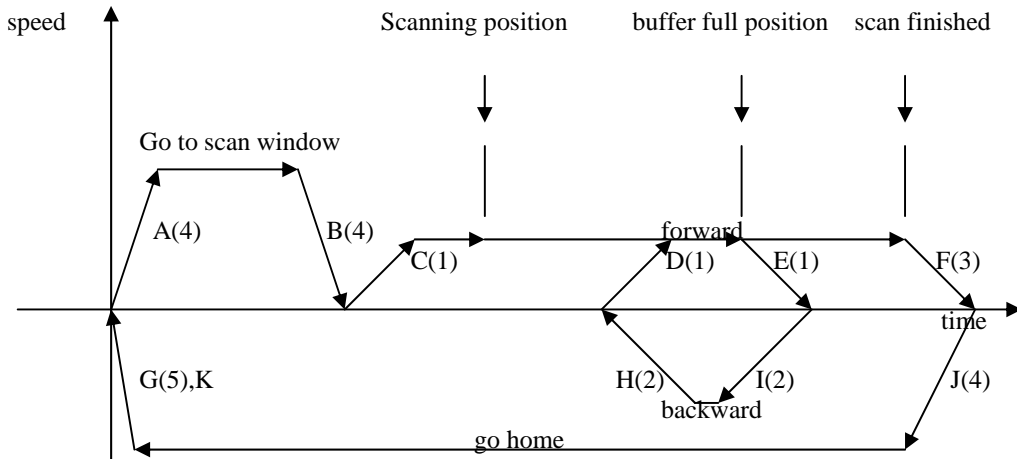 speed
Scanning position
buffer full position
scan finished
Go to scan window
A(4)
B(4)
forward
C(1)
D(1)
E(1)
F(3)
time
G(5),K
H(2)
I(2)
J(4)
backward
go home